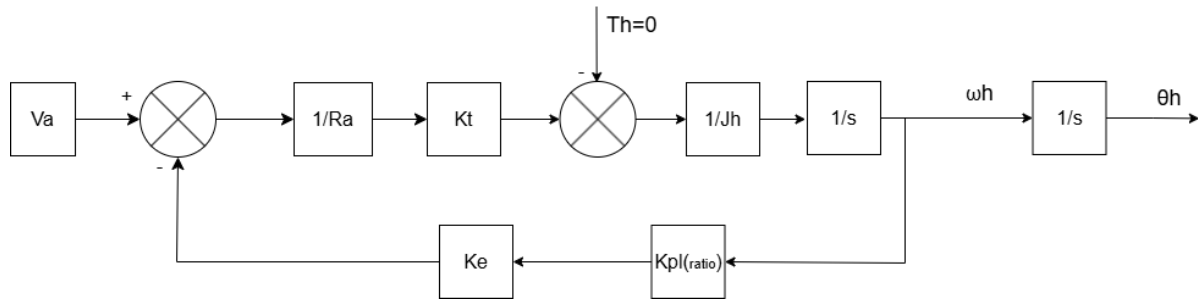 Th=0
-
+
Va
1/Ra
Kt
1/Jh
1/s
ωh
1/s
θh
-
Ke
Kpl(ratio)